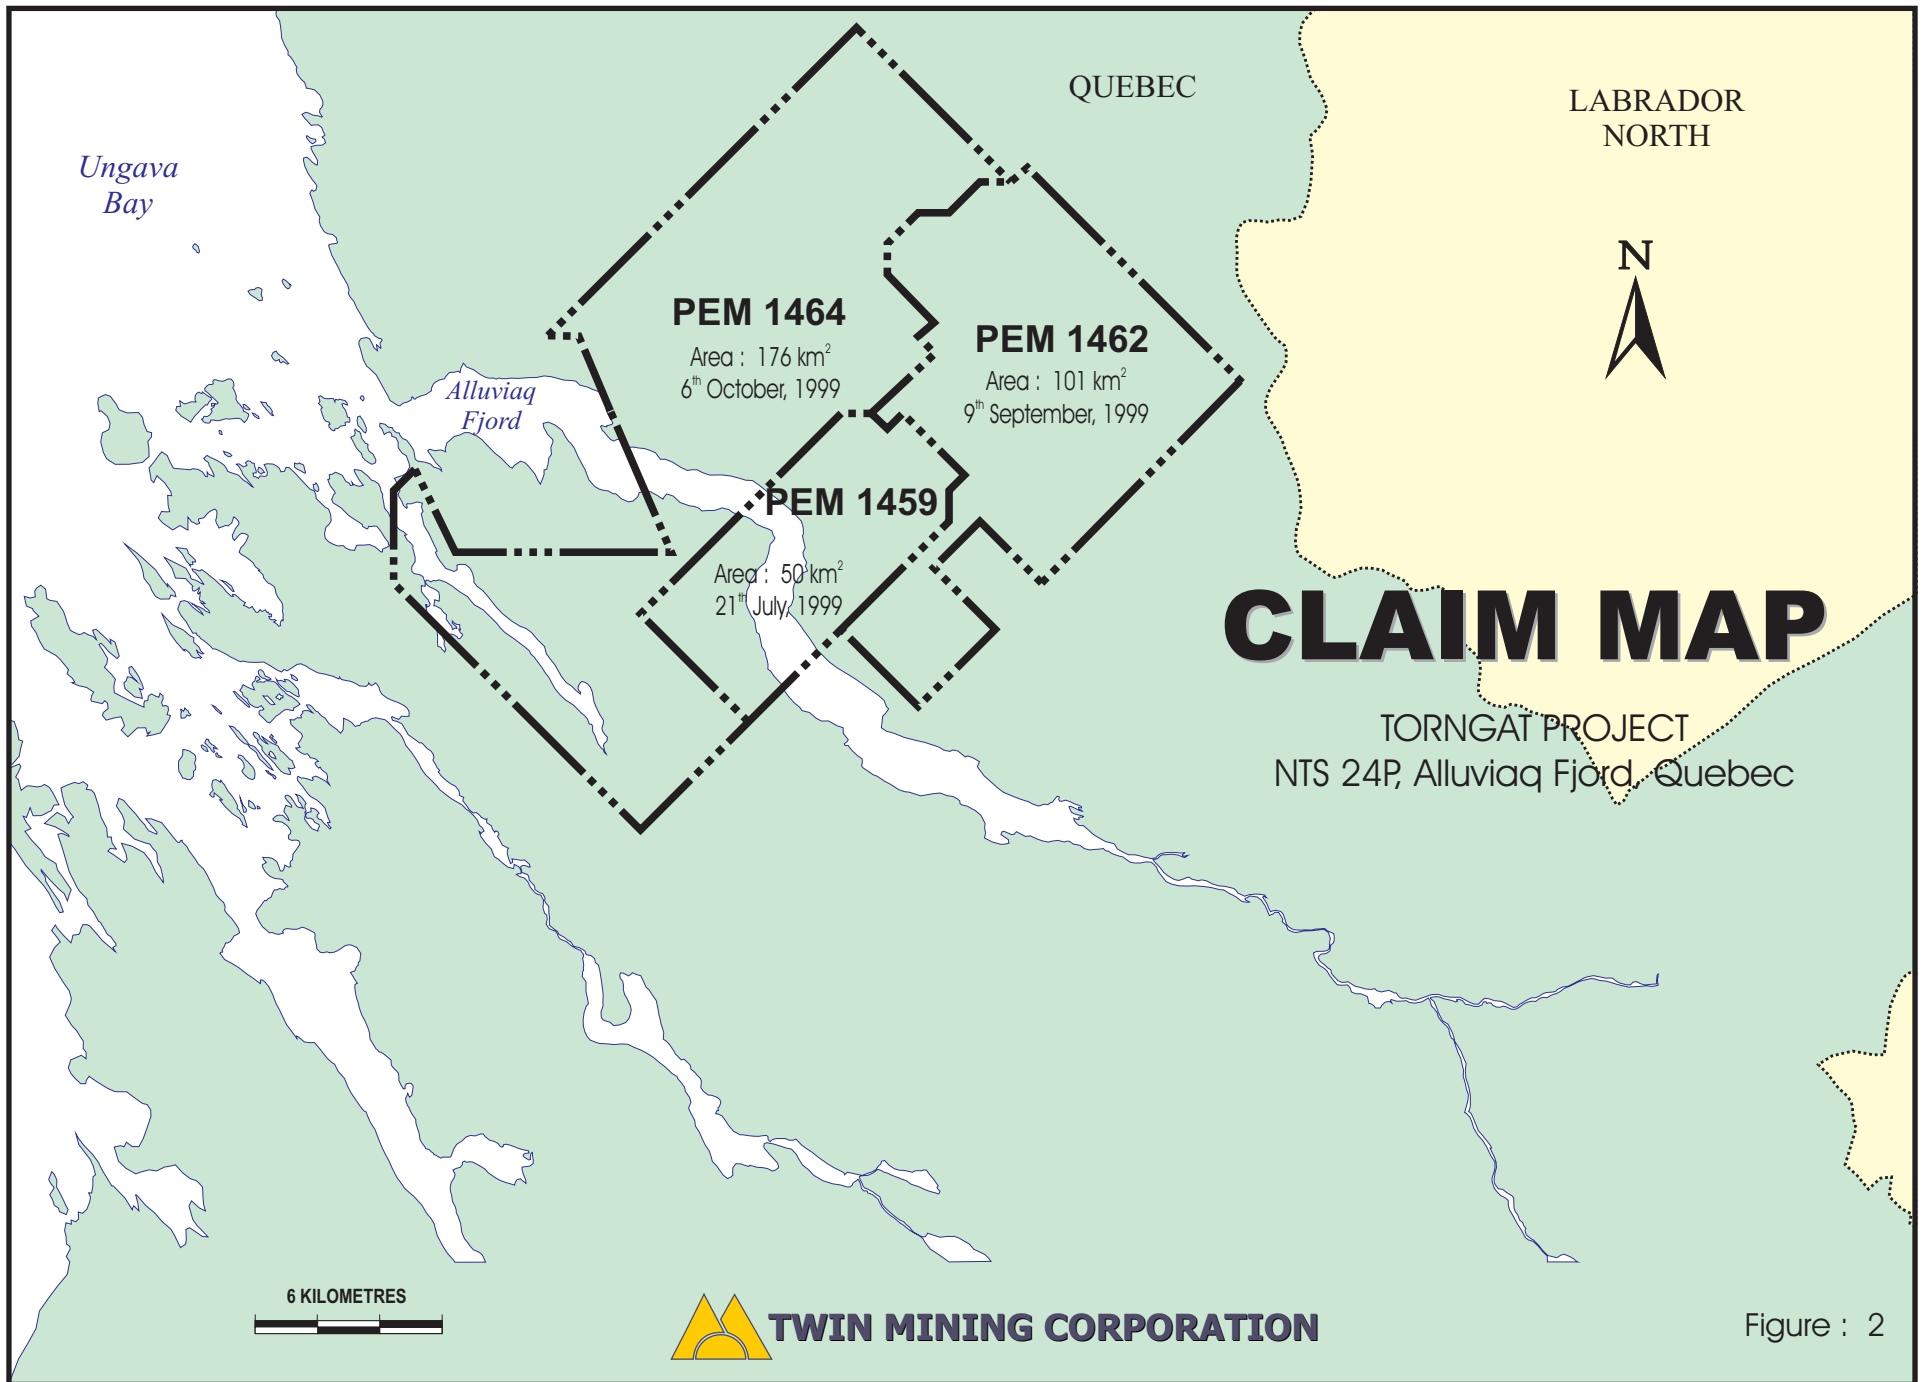 QUEBEC
LABRADOR
NORTH
Ungava
Bay
N
PEM 1464
Area : 176 km²
6th October, 1999
PEM 1462
Area : 101 km²
9th September, 1999
Alluviaq
Fjord
PEM 1459
Area : 50 km²
21th July, 1999
CLAIM MAP
TORNGAT PROJECT
NTS 24P, Alluviaq Fjord, Quebec
6 KILOMETRES
TWIN MINING CORPORATION
Figure : 2